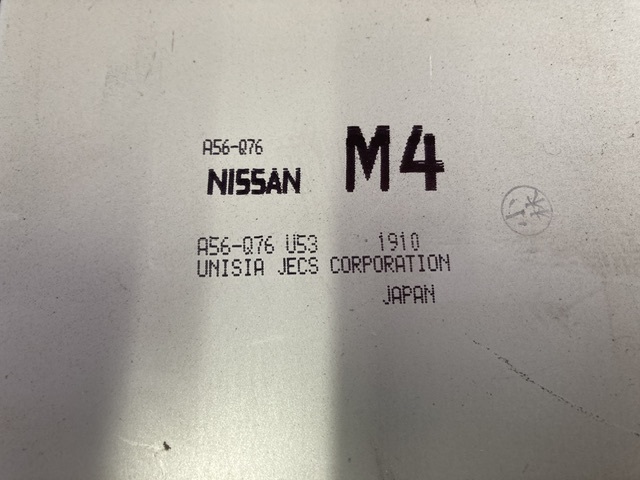 A56-Q76
NISSAN M4
A56-Q76 U53 1910
UNISIA JECS CORPORATION
JAPAN